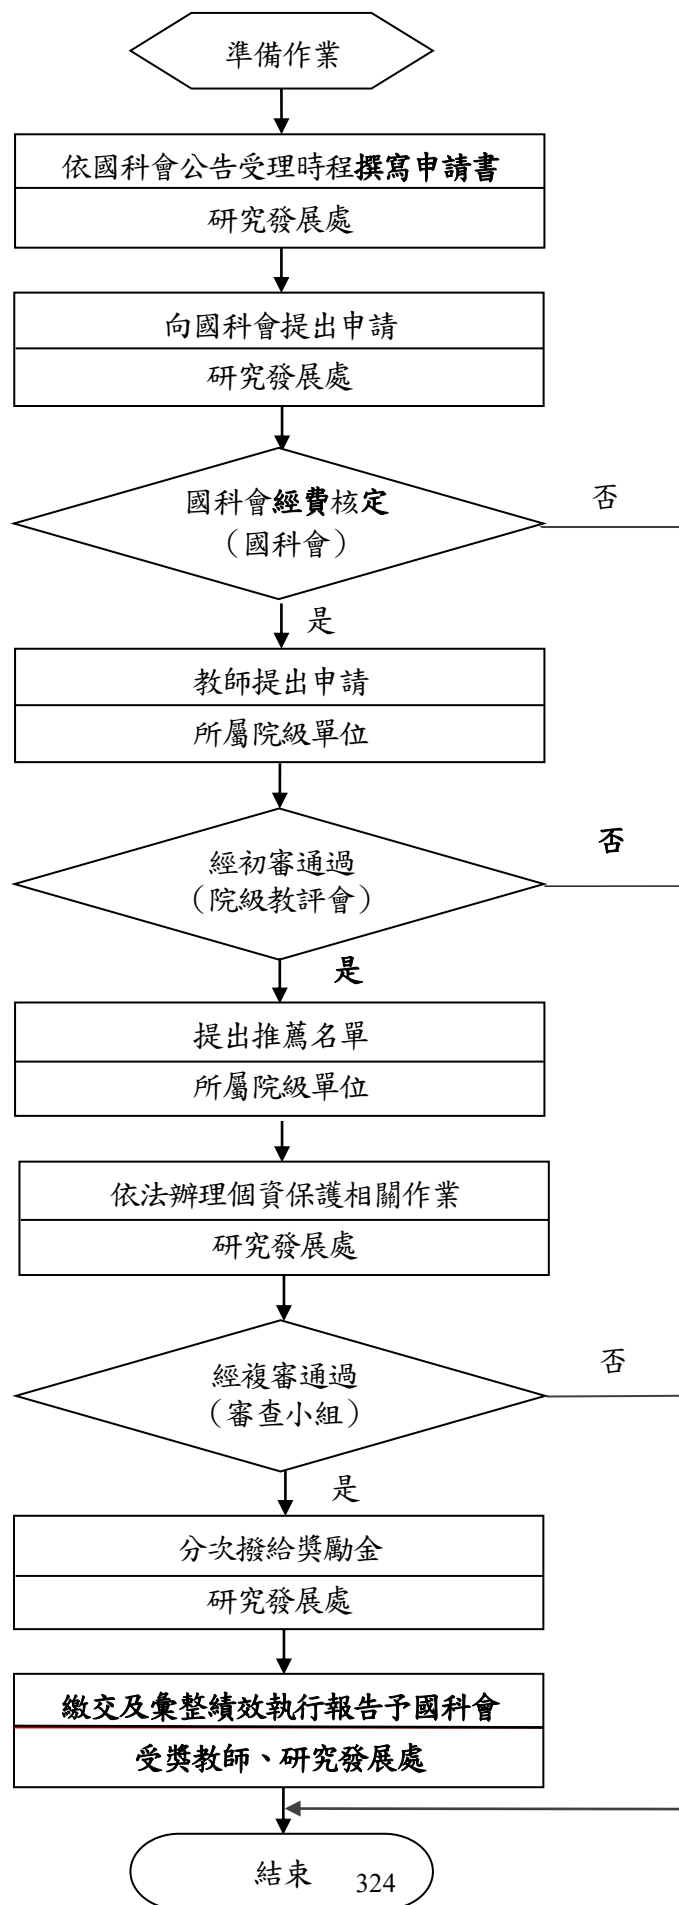 準備作業
依國科會公告受理時程撰寫申請書
研究發展處
向國科會提出申請
研究發展處
國科會經費核定
（國科會）
否
是
教師提出申請
所屬院級單位
經初審通過
（院級教評會）
否
是
提出推薦名單
所屬院級單位
依法辦理個資保護相關作業
研究發展處
經複審通過
（審查小組）
否
是
分次撥給獎勵金
研究發展處
繳交及彙整績效執行報告予國科會
受獎教師、研究發展處
結束
324